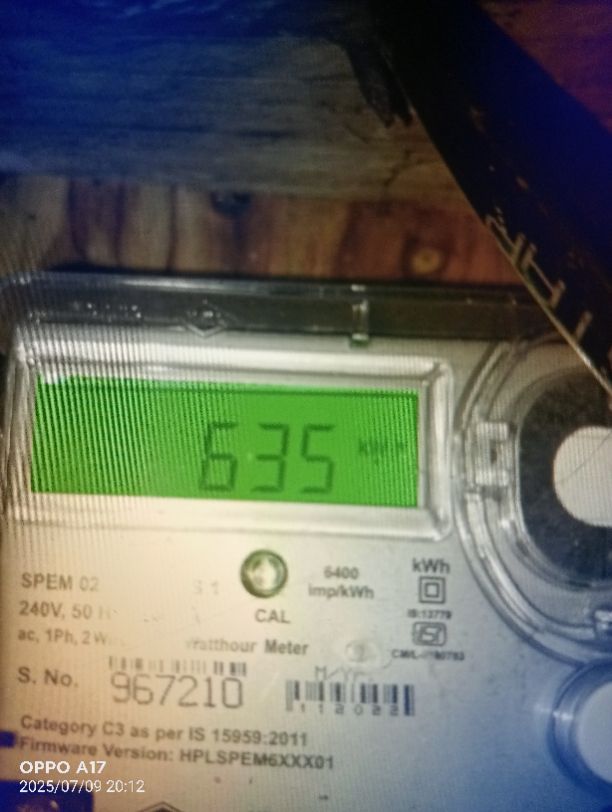 635 kWh
6400
imp/kWh
kWh
SPEM 02
240V, 50
CAL
IS:13779
ac, 1Ph, 2
Watthour Meter
S. No.
967210
M/Yr.
112022
Category C3 as per IS 15959:2011
Firmware Version: HPLSPEM6XXX01
OPPO A17
2025/07/09 20:12